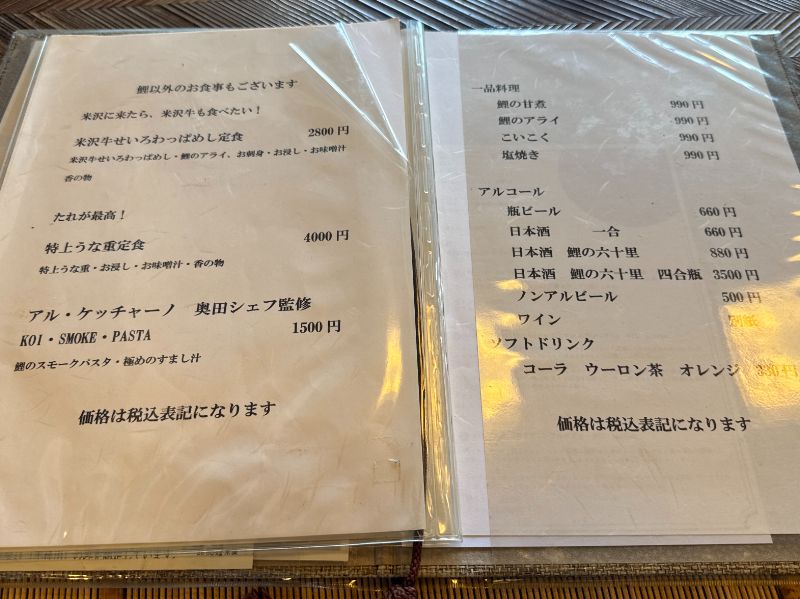 鯉以外のお食事もございます
米沢に来たら、米沢牛も食べたい！
米沢牛せいろわっぱめし定食 2800円
米沢牛せいろわっぱめし・鯉のアライ、お刺身・お浸し・お味噌汁
香の物
たれが最高！
特上うな重定食 4000円
特上うな重・お浸し・お味噌汁・香の物
アル・ケッチャーノ 奥田シェフ監修
KOI・SMOKE・PASTA 1500円
鯉のスモークパスタ・極めのすまし汁
価格は税込表記になります
一品料理
鯉の甘煮 990円
鯉のアライ 990円
こいこく 990円
塩焼き 990円
アルコール
瓶ビール 660円
日本酒 一合 660円
日本酒 鯉の六十里 880円
日本酒 鯉の六十里 四合瓶 3500円
ノンアルビール 500円
ワイン 別紙
ソフトドリンク
コーラ ウーロン茶 オレンジ 330円
価格は税込表記になります